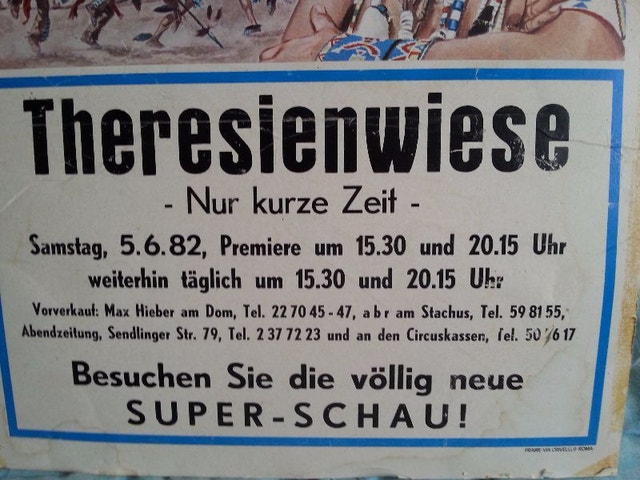 Theresienwiese
- Nur kurze Zeit -
Samstag, 5.6.82, Premiere um 15.30 und 20.15 Uhr
weiterhin täglich um 15.30 und 20.15 Uhr
Vorverkauf: Max Hieber am Dom, Tel. 22 70 45 - 47, a b r am Stachus, Tel. 59 81 55,
Abendzeitung, Sendlinger Str. 79, Tel. 2 37 72 23 und an den Circuskassen, Tel.
Besuchen Sie die völlig neue
SUPER-SCHAU!